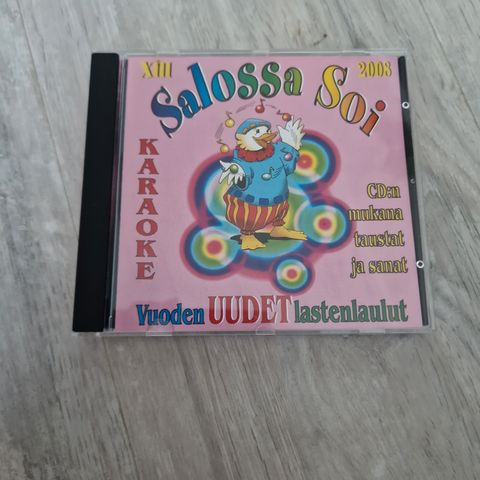 XIII
2008
Salossa Soi
KARAOKE
CD:n
mukana
taustat
ja sanat
Vuoden UUDET lastenlaulut